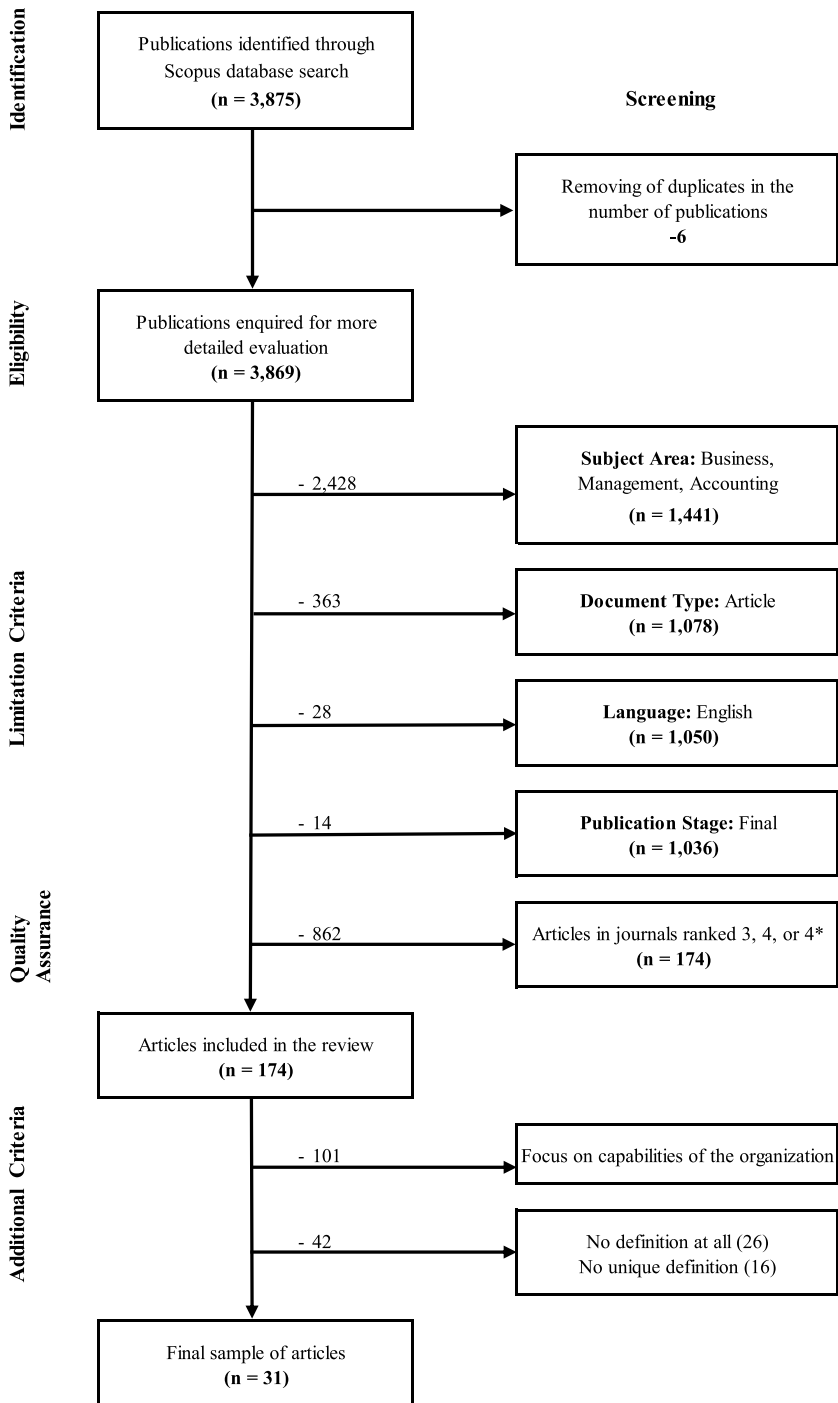 Identification
Publications identified through
Scopus database search
(n = 3,875)
Screening
Removing of duplicates in the
number of publications
-6
Eligibility
Publications enquired for more
detailed evaluation
(n = 3,869)
Limitation Criteria
- 2,428
Subject Area: Business,
Management, Accounting
(n = 1,441)
- 363
Document Type: Article
(n = 1,078)
- 28
Language: English
(n = 1,050)
- 14
Publication Stage: Final
(n = 1,036)
Quality
Assurance
- 862
Articles in journals ranked 3, 4, or 4*
(n = 174)
Articles included in the review
(n = 174)
Additional Criteria
- 101
Focus on capabilities of the organization
- 42
No definition at all (26)
No unique definition (16)
Final sample of articles
(n = 31)